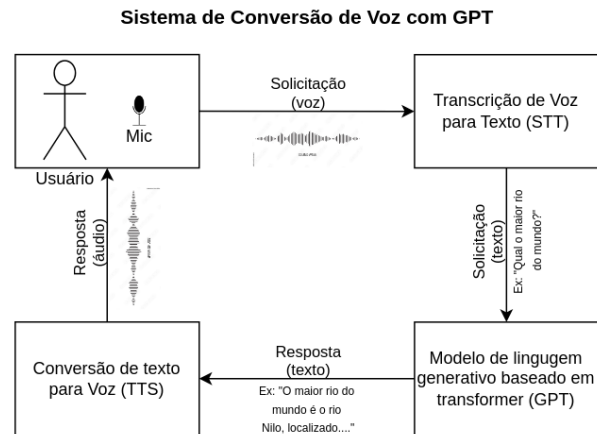 Sistema de Conversão de Voz com GPT
Mic
Usuário
Solicitação
(voz)
Transcrição de Voz
para Texto (STT)
Solicitação
(texto)
Ex: "Qual o maior rio
do mundo?"
Modelo de lingugem
generativo baseado em
transformer (GPT)
Resposta
(texto)
Ex: "O maior rio do
mundo é o rio
Nilo, localizado...."
Conversão de texto
para Voz (TTS)
Resposta
(áudio)